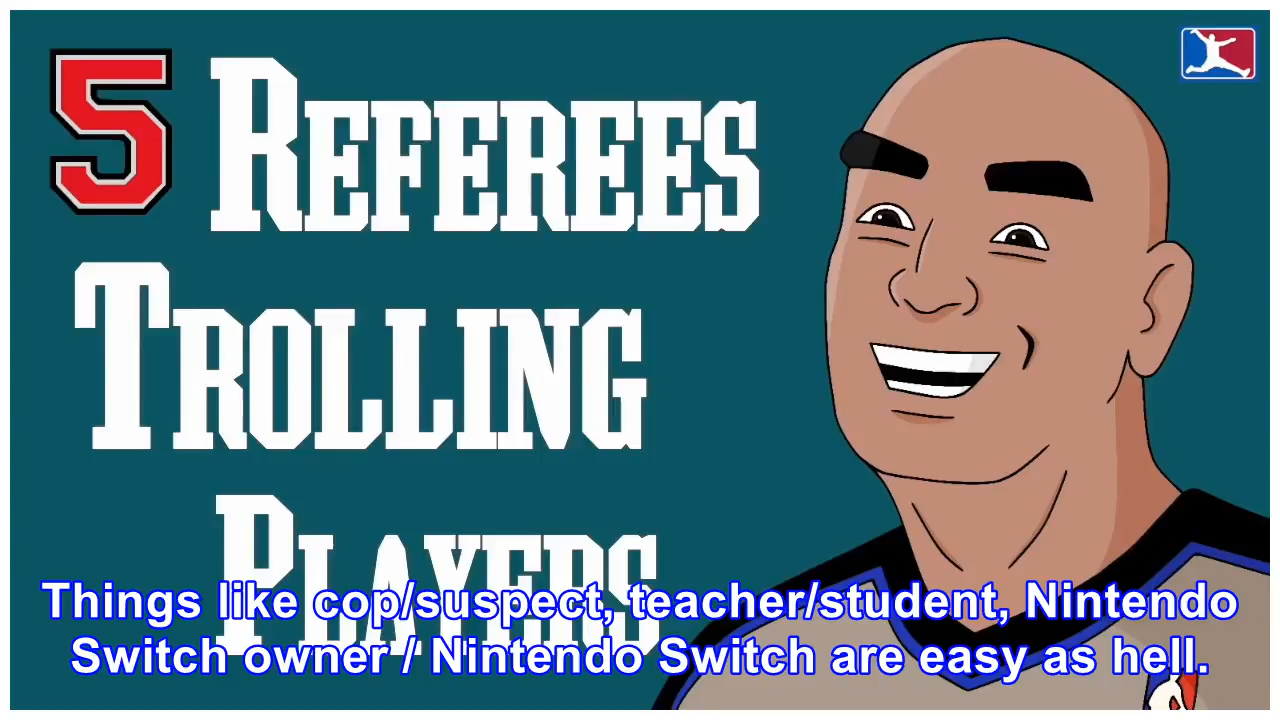 5 REFEREES
TROLLING
PLAYERS
Things like cop/suspect, teacher/student, Nintendo
Switch owner / Nintendo Switch are easy as hell.